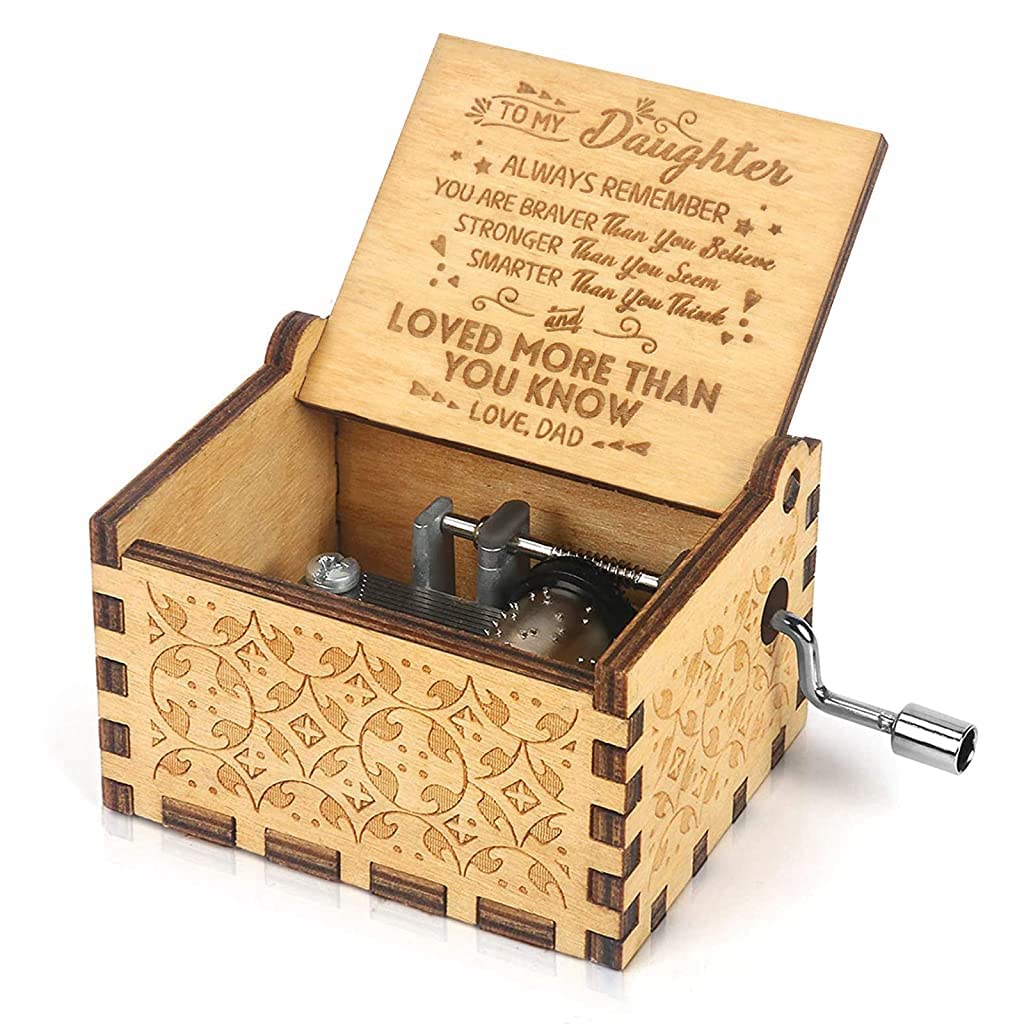 TO MY Daughter
ALWAYS REMEMBER
YOU ARE BRAVER Than You Believe
STRONGER Than You Seem
SMARTER Than You Think
and
LOVED MORE THAN
YOU KNOW
LOVE, DAD